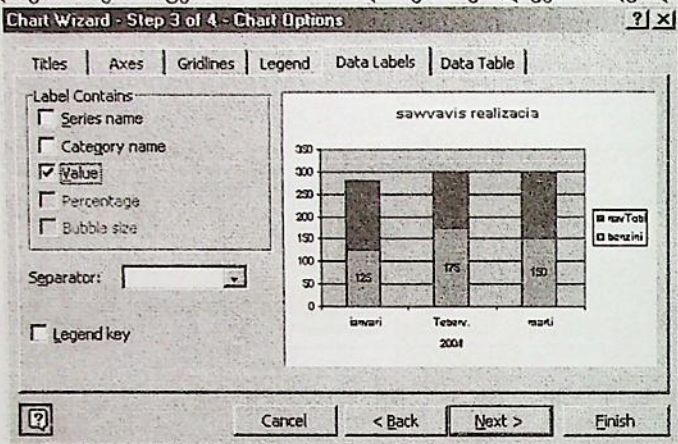 Chart Wizard - Step 3 of 4 - Chart Options
Titles Axes Gridlines Legend Data Labels Data Table
Label Contains
Series name
Category name
Value
Percentage
Bubble size
Separator:
Legend key
sawvavis realizacia
350
300
250
200
150
100
50
0
125 175 150
ianvari Teberv. marti
2004
navTobi
benzini
Cancel < Back Next > Finish